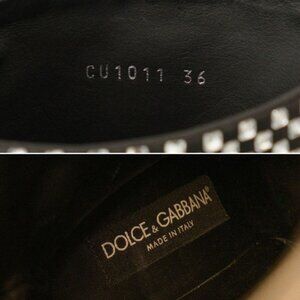 CU1011 36
DOLCE & GABBANA®
MADE IN ITALY